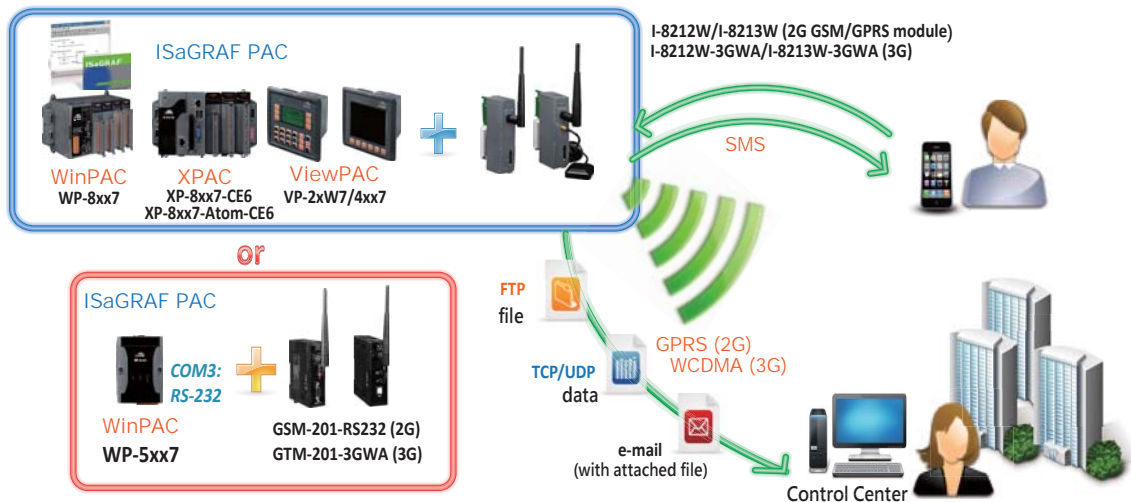 I-8212W/I-8213W (2G GSM/GPRS module)
I-8212W-3GWA/I-8213W-3GWA (3G)
ISaGRAF PAC
ISaGRAF
WinPAC
WP-8xx7
XPAC
XP-8xx7-CE6
XP-8xx7-Atom-CE6
ViewPAC
VP-2xW7/4xx7
SMS
or
ISaGRAF PAC
COM3:
RS-232
WinPAC
WP-5xx7
GSM-201-RS232 (2G)
GTM-201-3GWA (3G)
FTP
file
GPRS (2G)
WCDMA (3G)
TCP/UDP
data
e-mail
(with attached file)
Control Center